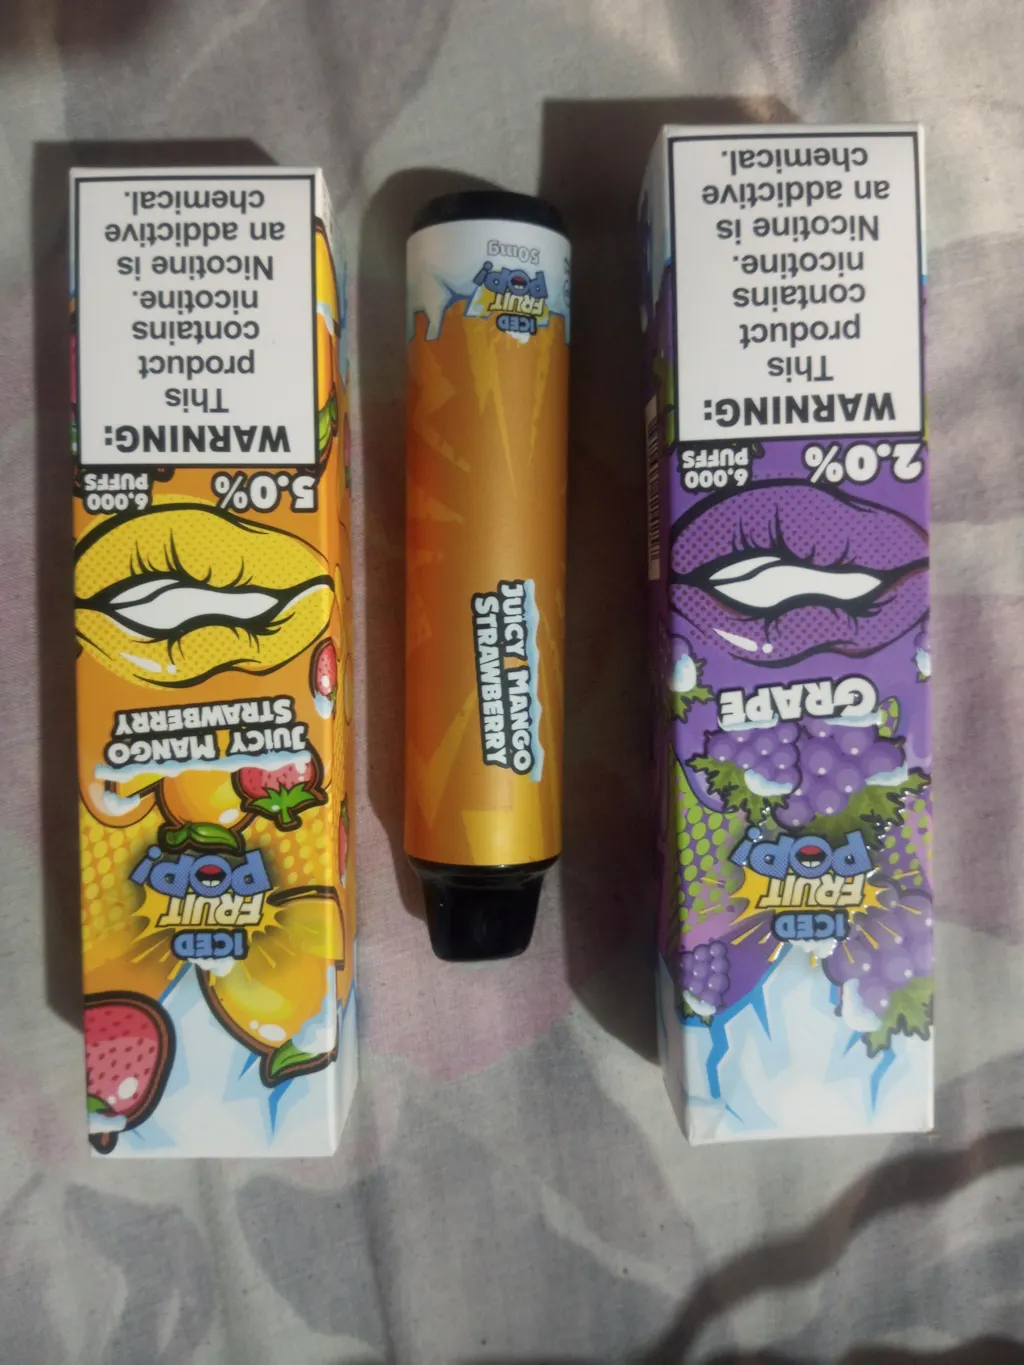 ICED
FRUIT
POP!
JUICY MANGO
STRAWBERRY
5.0%
6,000
PUFFS
WARNING:
This
product
contains
nicotine.
Nicotine is
an addictive
chemical.
JUICY MANGO
STRAWBERRY
ICED
FRUIT
POP!
50mg
ICED
FRUIT
POP!
GRAPE
2.0%
6,000
PUFFS
WARNING:
This
product
contains
nicotine.
Nicotine is
an addictive
chemical.